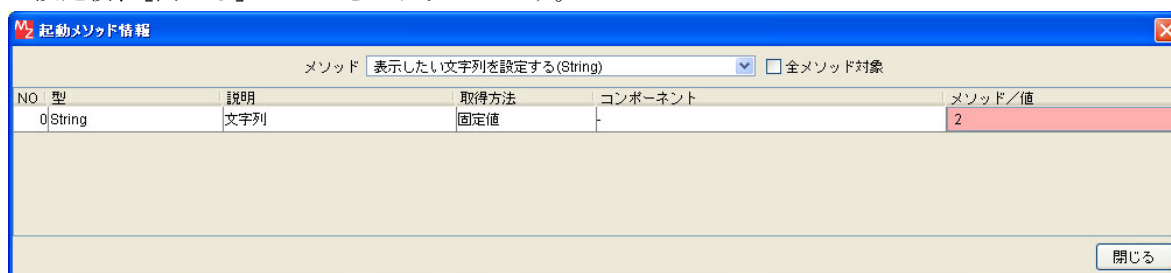 MZ 起動メソッド情報
メソッド 表示したい文字列を設定する(String) 全メソッド対象
NO 型 説明 取得方法 コンポーネント メソッド／値
0 String 文字列 固定値 - 2
閉じる